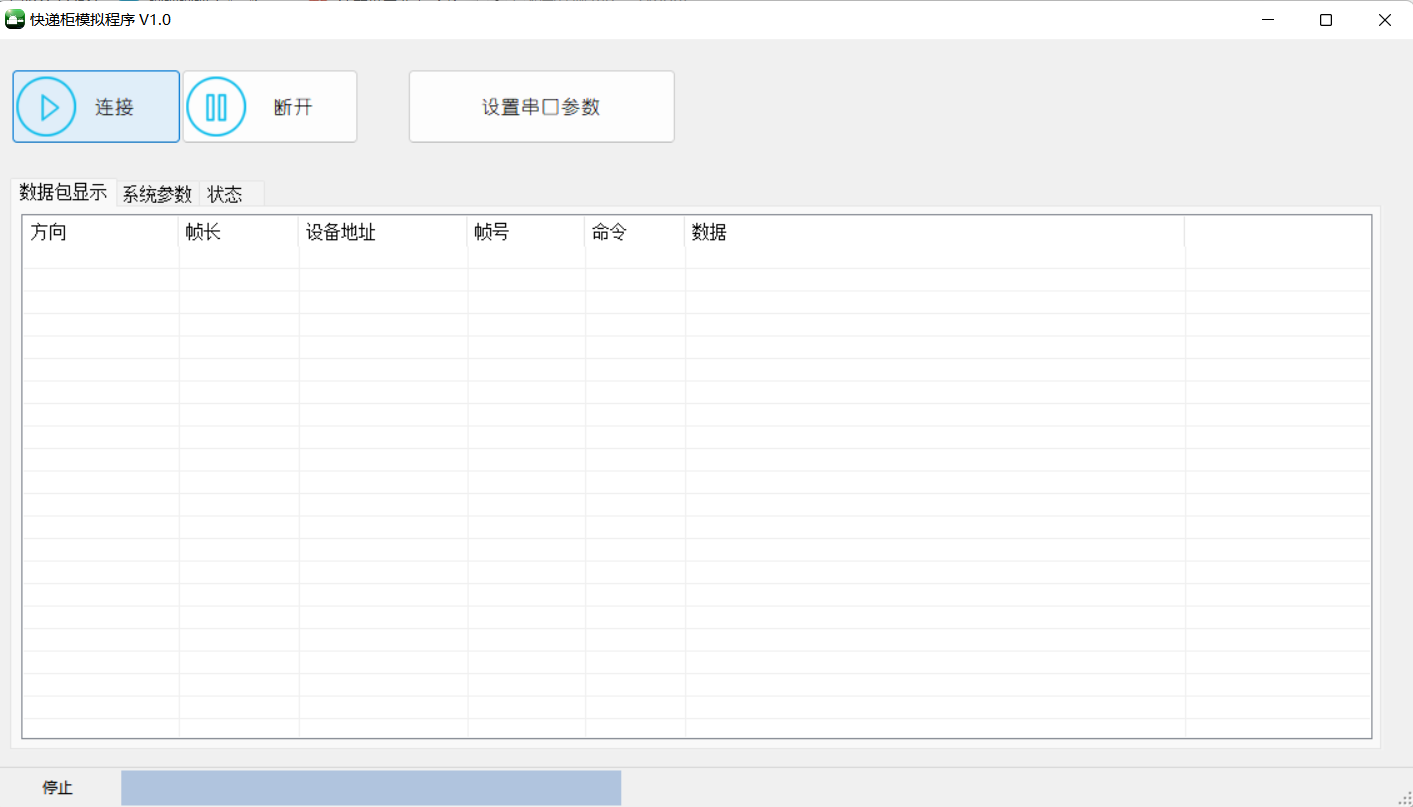 快递柜模拟程序 V1.0
连接 断开 设置串口参数
数据包显示 系统参数 状态
方向 帧长 设备地址 帧号 命令 数据
停止